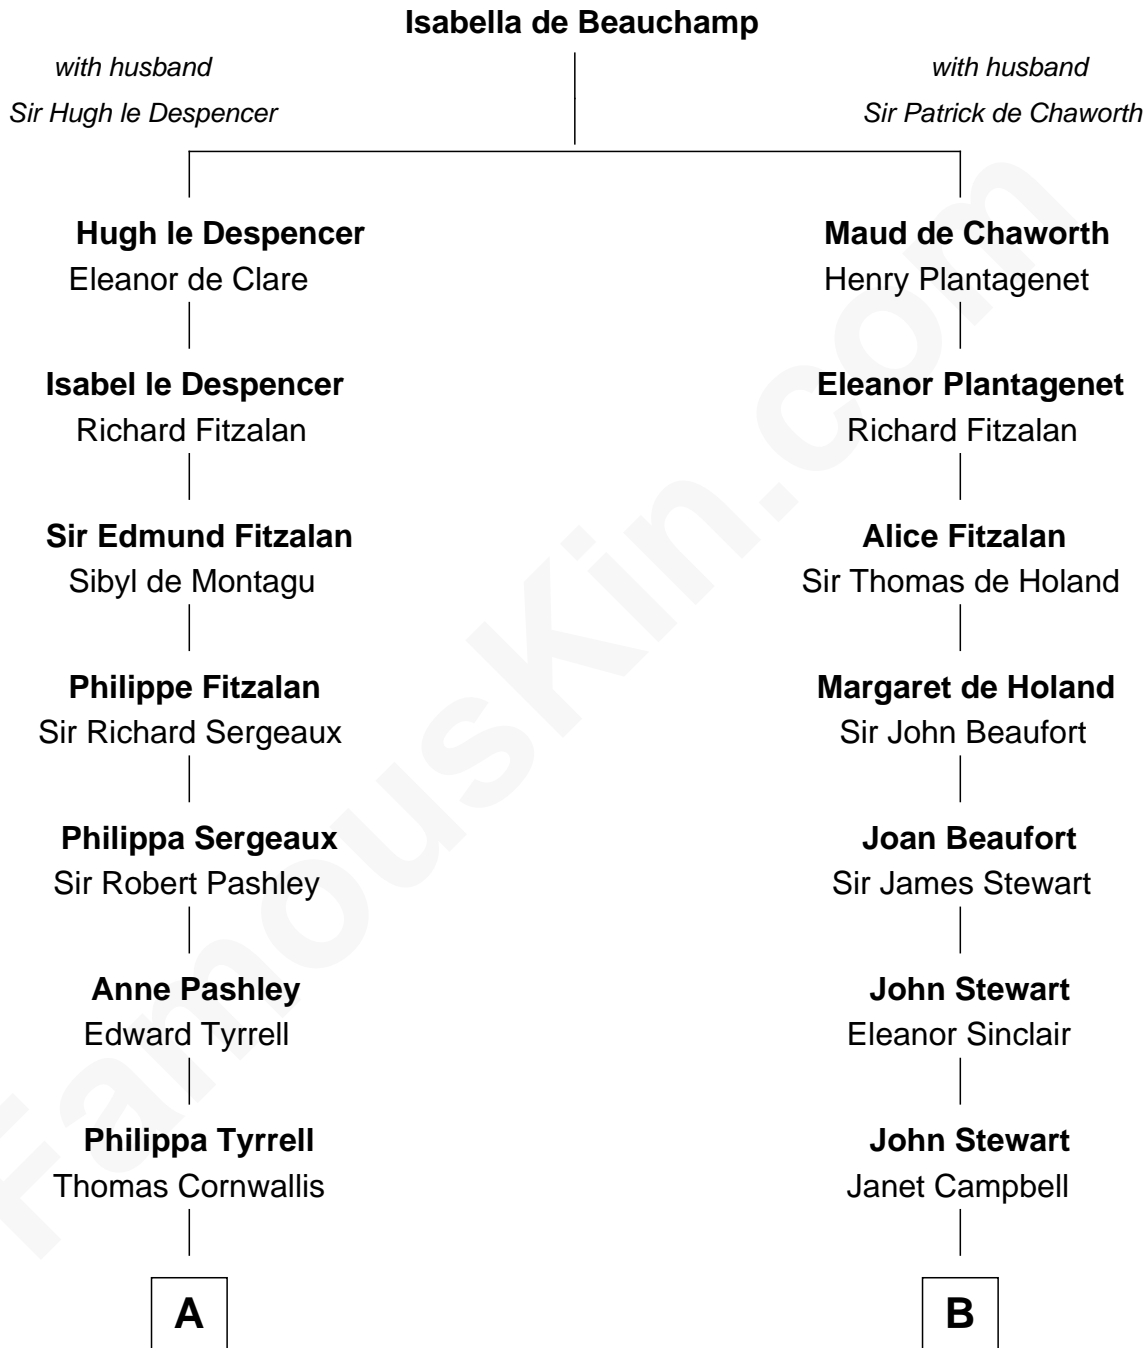 Isabella de Beauchamp
with husband
Sir Hugh le Despencer
with husband
Sir Patrick de Chaworth
Hugh le Despencer
Eleanor de Clare
Maud de Chaworth
Henry Plantagenet
Isabel le Despencer
Richard Fitzalan
Eleanor Plantagenet
Richard Fitzalan
Sir Edmund Fitzalan
Sibyl de Montagu
Alice Fitzalan
Sir Thomas de Holand
Philippe Fitzalan
Sir Richard Sergeaux
Margaret de Holand
Sir John Beaufort
Philippa Sergeaux
Sir Robert Pashley
Joan Beaufort
Sir James Stewart
Anne Pashley
Edward Tyrrell
John Stewart
Eleanor Sinclair
Philippa Tyrrell
Thomas Cornwallis
John Stewart
Janet Campbell
A
B
FamousKin.com